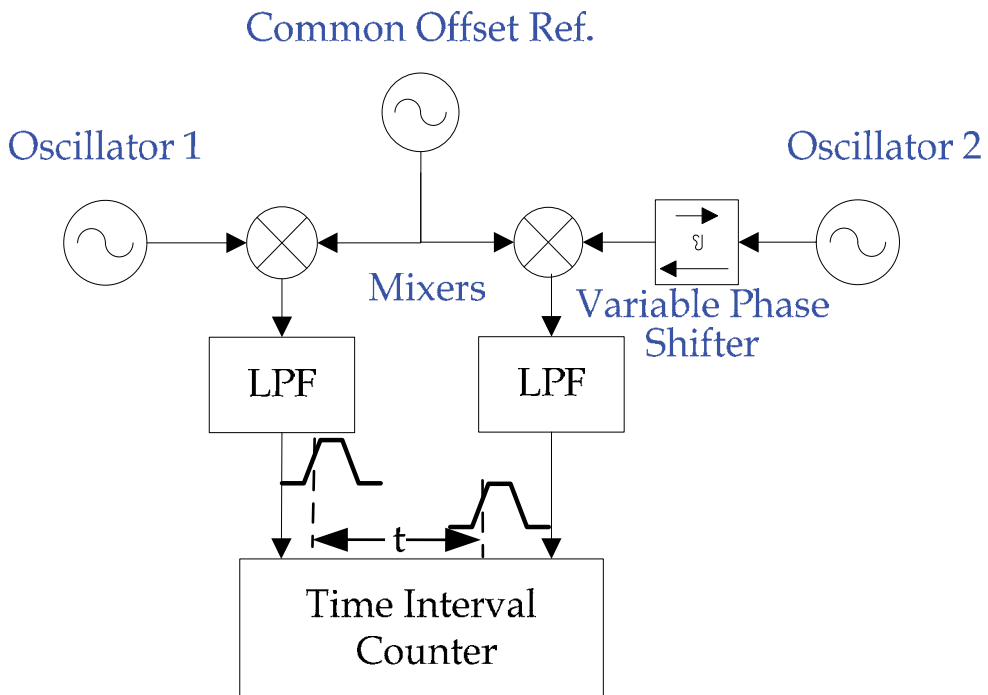 Common Offset Ref.
Oscillator 1
Oscillator 2
Mixers
Variable Phase
Shifter
LPF
LPF
t
Time Interval
Counter